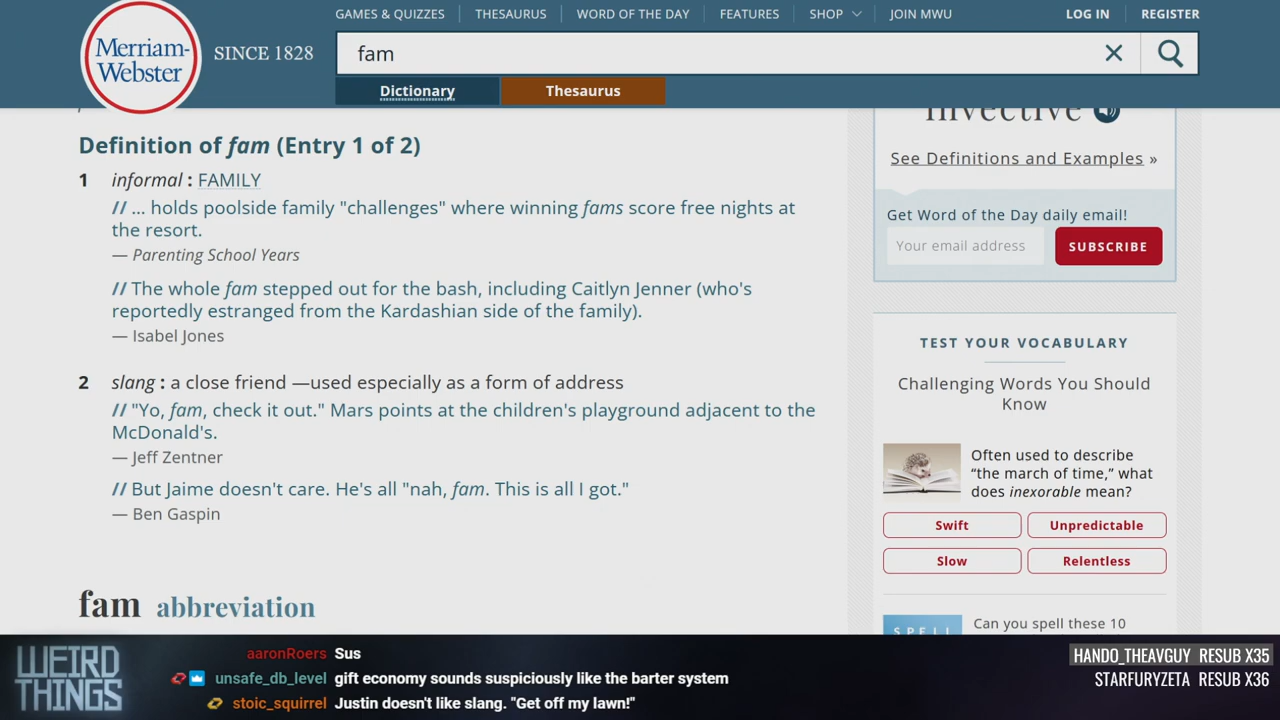 GAMES & QUIZZES THESAURUS WORD OF THE DAY FEATURES SHOP JOIN MWU LOG IN REGISTER
Merriam-
Webster
SINCE 1828
fam
Dictionary Thesaurus
Definition of fam (Entry 1 of 2)
1 informal : FAMILY
// ... holds poolside family "challenges" where winning fams score free nights at
the resort.
— Parenting School Years
// The whole fam stepped out for the bash, including Caitlyn Jenner (who's
reportedly estranged from the Kardashian side of the family).
— Isabel Jones
2 slang : a close friend —used especially as a form of address
// "Yo, fam, check it out." Mars points at the children's playground adjacent to the
McDonald's.
— Jeff Zentner
// But Jaime doesn't care. He's all "nah, fam. This is all I got."
— Ben Gaspin
fam abbreviation
invective
See Definitions and Examples »
Get Word of the Day daily email!
Your email address SUBSCRIBE
TEST YOUR VOCABULARY
Challenging Words You Should
Know
Often used to describe
“the march of time,” what
does inexorable mean?
Swift Unpredictable
Slow Relentless
SPELL
Can you spell these 10
WEIRD
THINGS
aaronRoers Sus
unsafe_db_level gift economy sounds suspiciously like the barter system
stoic_squirrel Justin doesn't like slang. "Get off my lawn!"
HANDO_THEAVGUY RESUB X35
STARFURYZETA RESUB X36